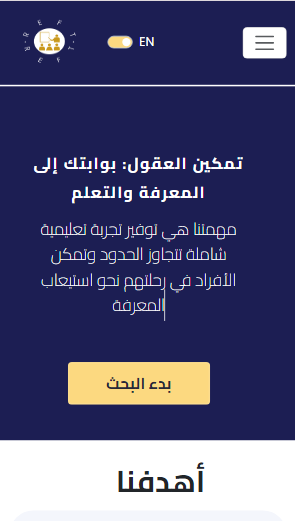 EN
تمكين العقول: بوابتك إلى
المعرفة والتعلم
مهمتنا هي توفير تجربة تعليمية
شاملة تتجاوز الحدود وتمكن
الأفراد في رحلتهم نحو استيعاب
المعرفة
بدء البحث
أهدفنا